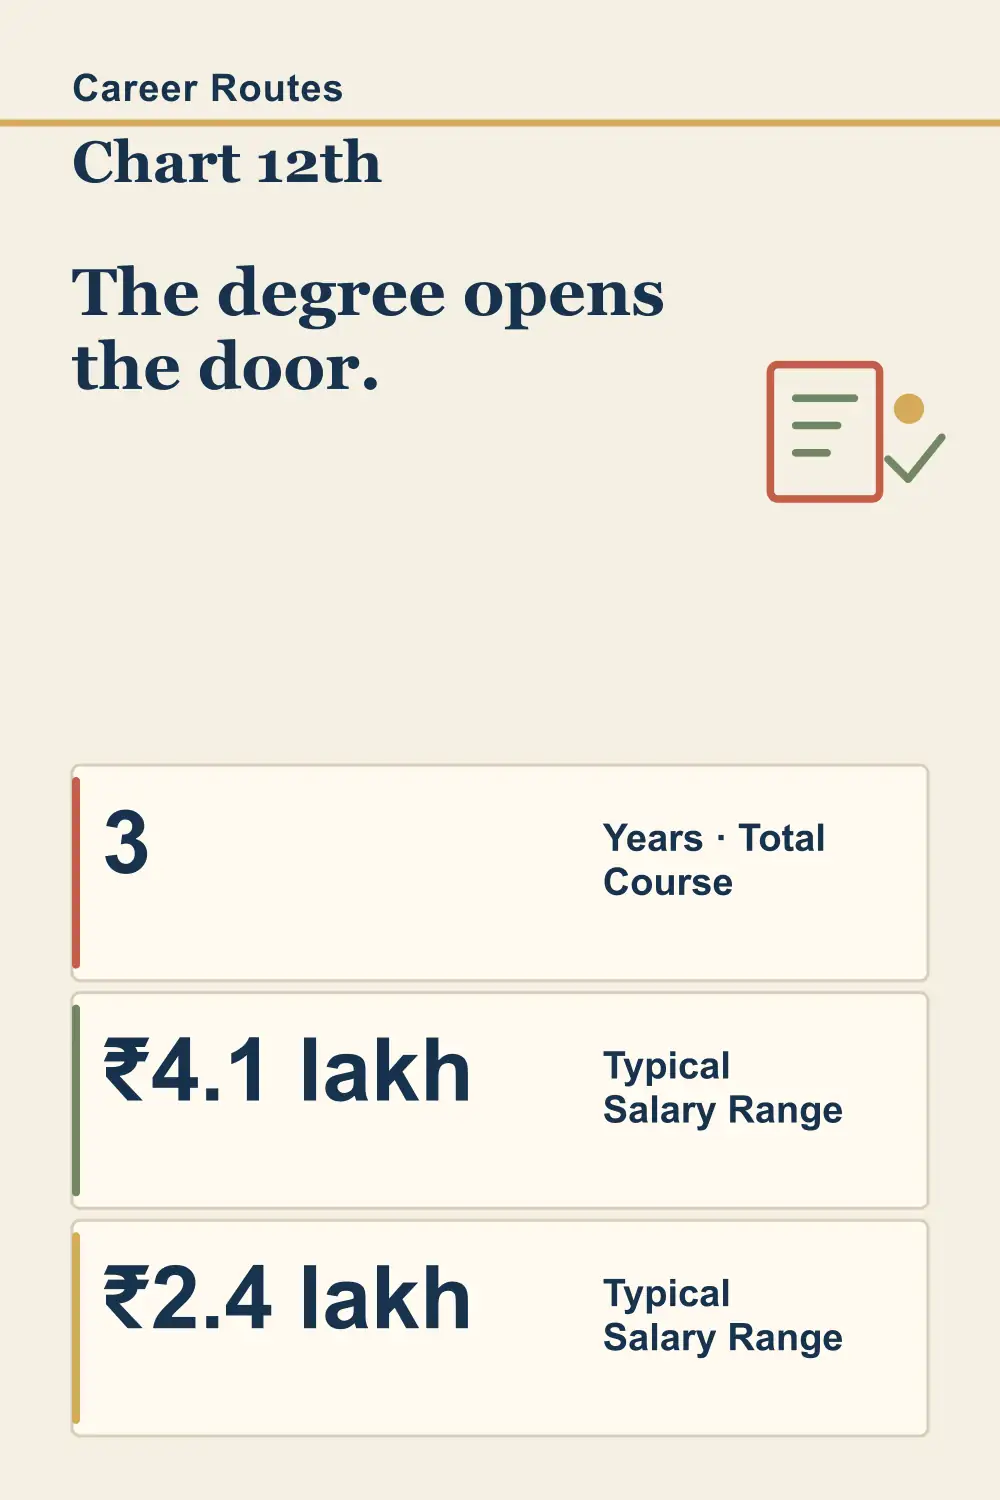 Career Routes
Chart 12th
The degree opens
the door.
3
Years · Total
Course
₹4.1 lakh
Typical
Salary Range
₹2.4 lakh
Typical
Salary Range